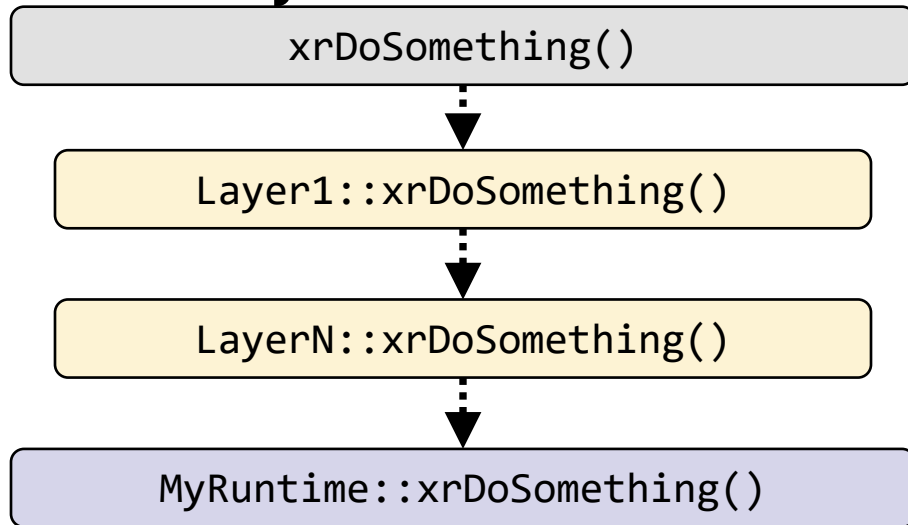 xrDoSomething()
Layer1::xrDoSomething()
LayerN::xrDoSomething()
MyRuntime::xrDoSomething()